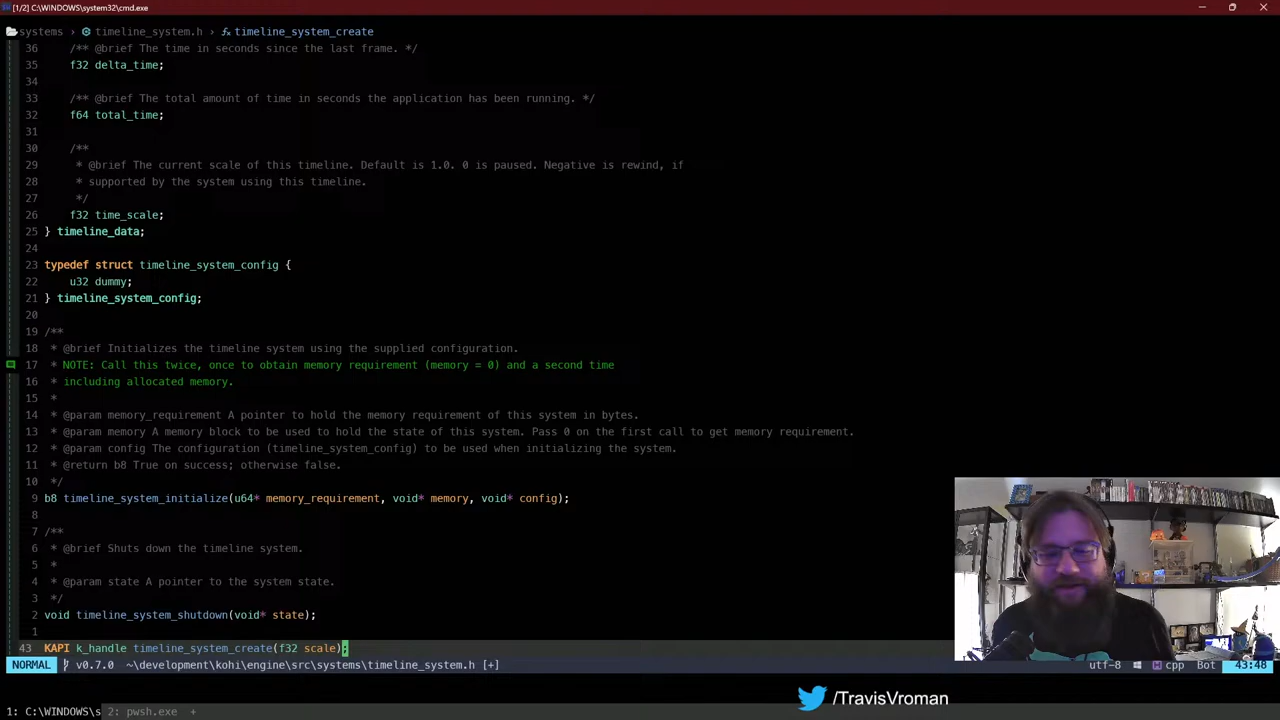 [1/2] C:\WINDOWS\system32\cmd.exe
systems > timeline_system.h > timeline_system_create
36 /** @brief The time in seconds since the last frame. */
35 f32 delta_time;
34
33 /** @brief The total amount of time in seconds the application has been running. */
32 f64 total_time;
31
30 /**
29 * @brief The current scale of this timeline. Default is 1.0. 0 is paused. Negative is rewind, if
28 * supported by the system using this timeline.
27 */
26 f32 time_scale;
25 } timeline_data;
24
23 typedef struct timeline_system_config {
22 u32 dummy;
21 } timeline_system_config;
20
19 /**
18 * @brief Initializes the timeline system using the supplied configuration.
17 * NOTE: Call this twice, once to obtain memory requirement (memory = 0) and a second time
16 * including allocated memory.
15 *
14 * @param memory_requirement A pointer to hold the memory requirement of this system in bytes.
13 * @param memory A memory block to be used to hold the state of this system. Pass 0 on the first call to get memory requirement.
12 * @param config The configuration (timeline_system_config) to be used when initializing the system.
11 * @return b8 True on success; otherwise false.
10 */
9 b8 timeline_system_initialize(u64* memory_requirement, void* memory, void* config);
8
7 /**
6 * @brief Shuts down the timeline system.
5 *
4 * @param state A pointer to the system state.
3 */
2 void timeline_system_shutdown(void* state);
1
43 KAPI k_handle timeline_system_create(f32 scale);
NORMAL v0.7.0 ~\development\kohi\engine\src\systems\timeline_system.h [+] utf-8 cpp Bot 43:48
/TravisVroman
1: C:\WINDOWS\s 2: pwsh.exe +